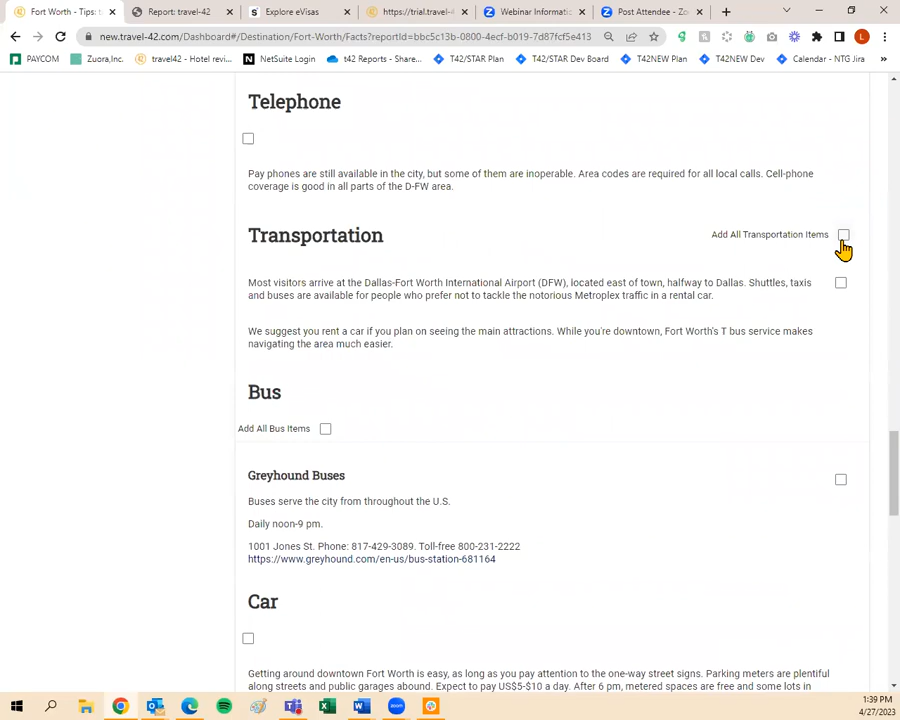 Fort Worth - Tips: t
Report: travel-42
Explore eVisas
https://trial.travel-4
Webinar Informatic
Post Attendee - Zo
new.travel-42.com/Dashboard#/Destination/Fort-Worth/Facts?reportId=bbc5c13b-0800-4ecf-b019-7d87fcf5e413
L
PAYCOM
Zuora,Inc.
travel42 - Hotel revi...
NetSuite Login
t42 Reports - Share...
T42/STAR Plan
T42/STAR Dev Board
T42NEW Plan
T42NEW Dev
Calendar - NTG Jira
»
Telephone
Pay phones are still available in the city, but some of them are inoperable. Area codes are required for all local calls. Cell-phone
coverage is good in all parts of the D-FW area.
Transportation
Add All Transportation Items
Most visitors arrive at the Dallas-Fort Worth International Airport (DFW), located east of town, halfway to Dallas. Shuttles, taxis
and buses are available for people who prefer not to tackle the notorious Metroplex traffic in a rental car.
We suggest you rent a car if you plan on seeing the main attractions. While you're downtown, Fort Worth's T bus service makes
navigating the area much easier.
Bus
Add All Bus Items
Greyhound Buses
Buses serve the city from throughout the U.S.
Daily noon-9 pm.
1001 Jones St. Phone: 817-429-3089. Toll-free 800-231-2222
https://www.greyhound.com/en-us/bus-station-681164
Car
Getting around downtown Fort Worth is easy, as long as you pay attention to the one-way street signs. Parking meters are plentiful
along streets and public garages abound. Expect to pay US$5-$10 a day. After 6 pm, metered spaces are free and some lots in
1:39 PM
4/27/2023